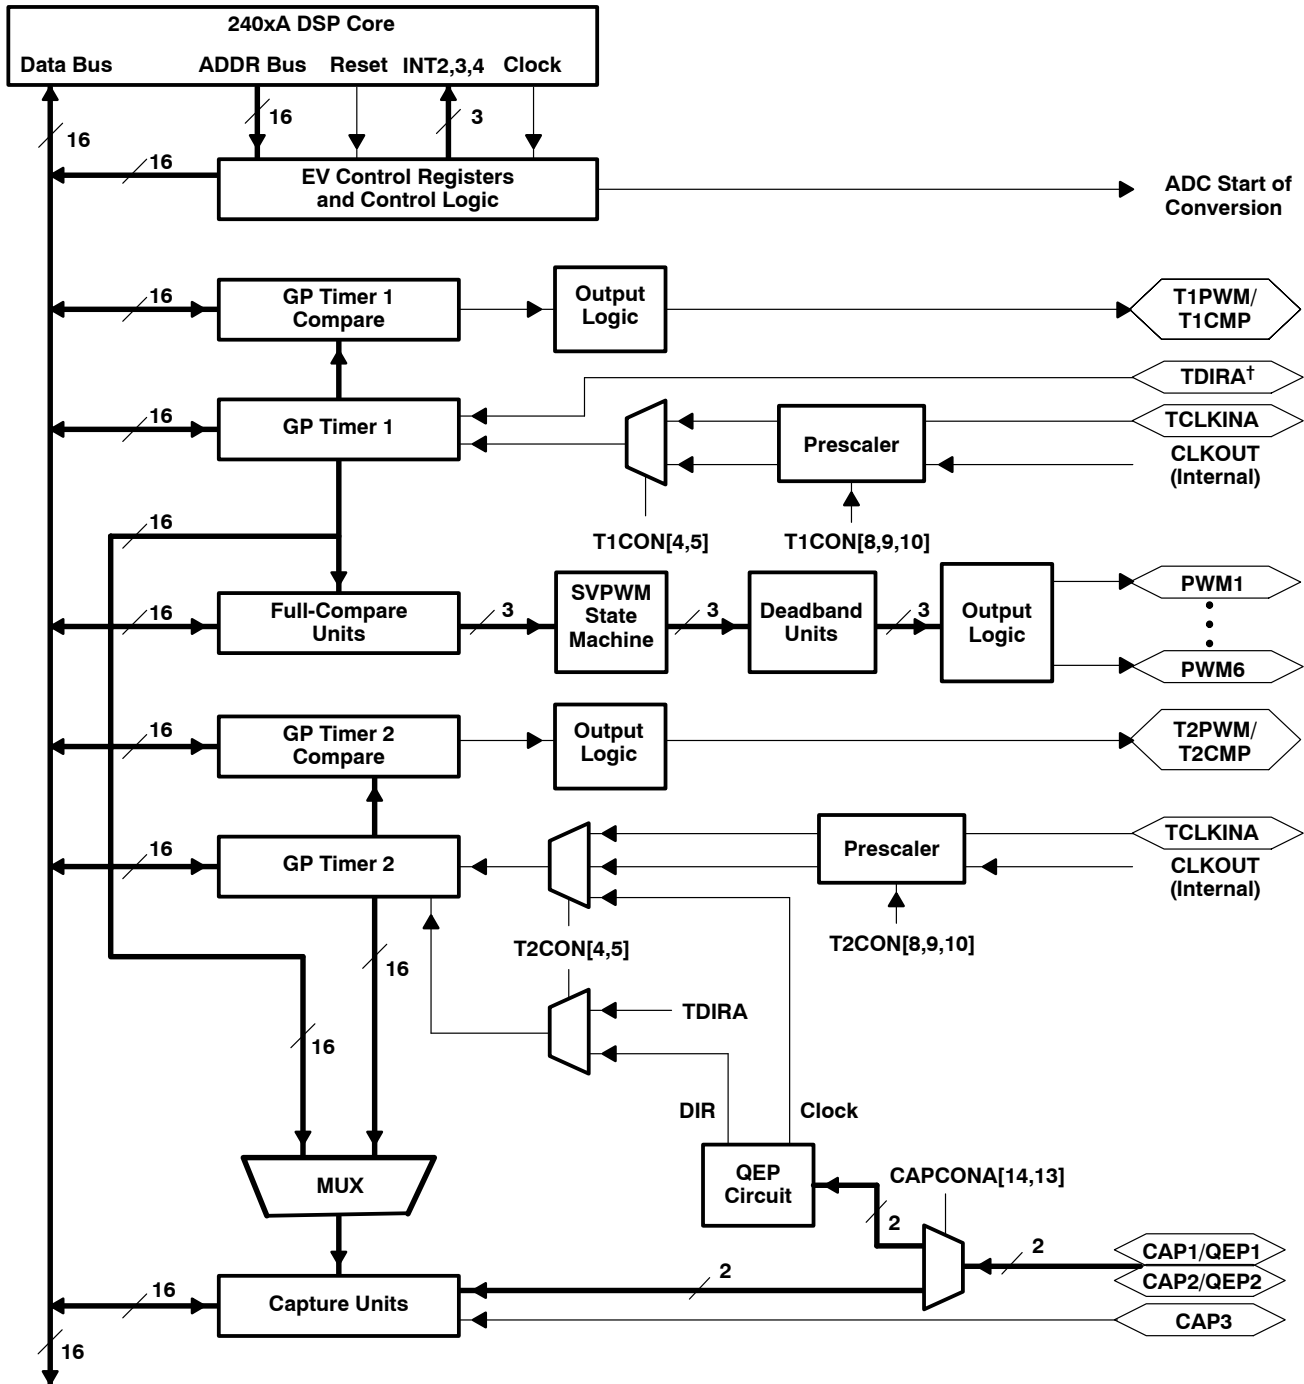 240xA DSP Core
Data Bus
ADDR Bus
Reset
INT2,3,4
Clock
16
16
3
16
EV Control Registers
and Control Logic
ADC Start of
Conversion
16
GP Timer 1
Compare
Output
Logic
T1PWM/
T1CMP
TDIRA†
16
GP Timer 1
Prescaler
TCLKINA
CLKOUT
(Internal)
16
T1CON[4,5]
T1CON[8,9,10]
16
Full-Compare
Units
3
SVPWM
State
Machine
3
Deadband
Units
3
Output
Logic
PWM1
PWM6
16
GP Timer 2
Compare
Output
Logic
T2PWM/
T2CMP
16
GP Timer 2
Prescaler
TCLKINA
CLKOUT
(Internal)
T2CON[4,5]
T2CON[8,9,10]
16
TDIRA
16
DIR
Clock
MUX
QEP
Circuit
CAPCONA[14,13]
2
2
CAP1/QEP1
CAP2/QEP2
2
16
Capture Units
CAP3
16